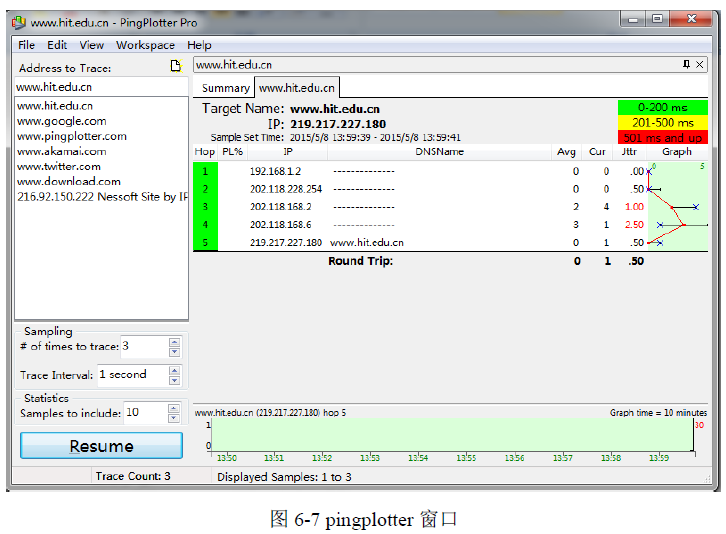 www.hit.edu.cn - PingPlotter Pro
File Edit View Workspace Help
Address to Trace:
www.hit.edu.cn
www.hit.edu.cn
www.google.com
www.pingplotter.com
www.akamai.com
www.twitter.com
www.download.com
216.92.150.222 Nessoft Site by IP
Sampling
# of times to trace: 3
Trace Interval: 1 second
Statistics
Samples to include: 10
Resume
www.hit.edu.cn
Summary www.hit.edu.cn
Target Name: www.hit.edu.cn
IP: 219.217.227.180
Sample Set Time: 2015/5/8 13:59:39 - 2015/5/8 13:59:41
0-200 ms
201-500 ms
501 ms and up
Hop PL% IP DNSName Avg Cur Jttr Graph
0 5
1 192.168.1.2 -------------- 0 0 .00
2 202.118.228.254 -------------- 0 0 .50
3 202.118.168.2 -------------- 2 4 1.00
4 202.118.168.6 -------------- 3 1 2.50
5 219.217.227.180 www.hit.edu.cn 0 1 .50
Round Trip: 0 1 .50
www.hit.edu.cn (219.217.227.180) hop 5 Graph time = 10 minutes
1 30
0
13:50 13:51 13:52 13:53 13:54 13:55 13:56 13:57 13:58 13:59
Trace Count: 3 Displayed Samples: 1 to 3
图 6-7 pingplotter 窗口